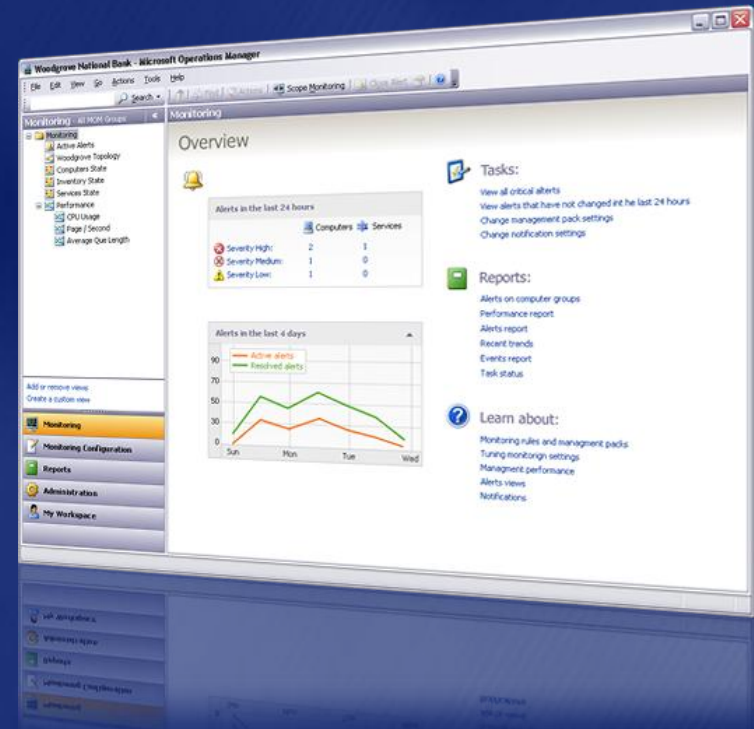 Woodgrove National Bank - Microsoft Operations Manager
File Edit View Go Actions Tools Help
Search Find Actions Scope Monitoring Close Alert
Monitoring - All MOM Groups
Monitoring
Active Alerts
Woodgrove Topology
Computers State
Inventory State
Services State
Performance
CPU Usage
Page / Second
Average Que Length
Add or remove views
Create a custom view
Monitoring
Monitoring Configuration
Reports
Administration
My Workspace
Monitoring
Overview
Alerts in the last 24 hours
Computers Services
Severity High: 2 1
Severity Medium: 1 0
Severity Low: 1 0
Alerts in the last 4 days
Active alerts
Resolved alerts
90
70
50
30
0
Sun Mon Tue Wed
Tasks:
View all critical alterts
View alerts that have not changed int he last 24 hours
Change management pack settings
Change notification settings
Reports:
Alerts on computer groups
Performance report
Alerts report
Recent trends
Events report
Task status
Learn about:
Monitoring rules and managment packs
Tuning monitorign settings
Managment performance
Alerts views
Notifications